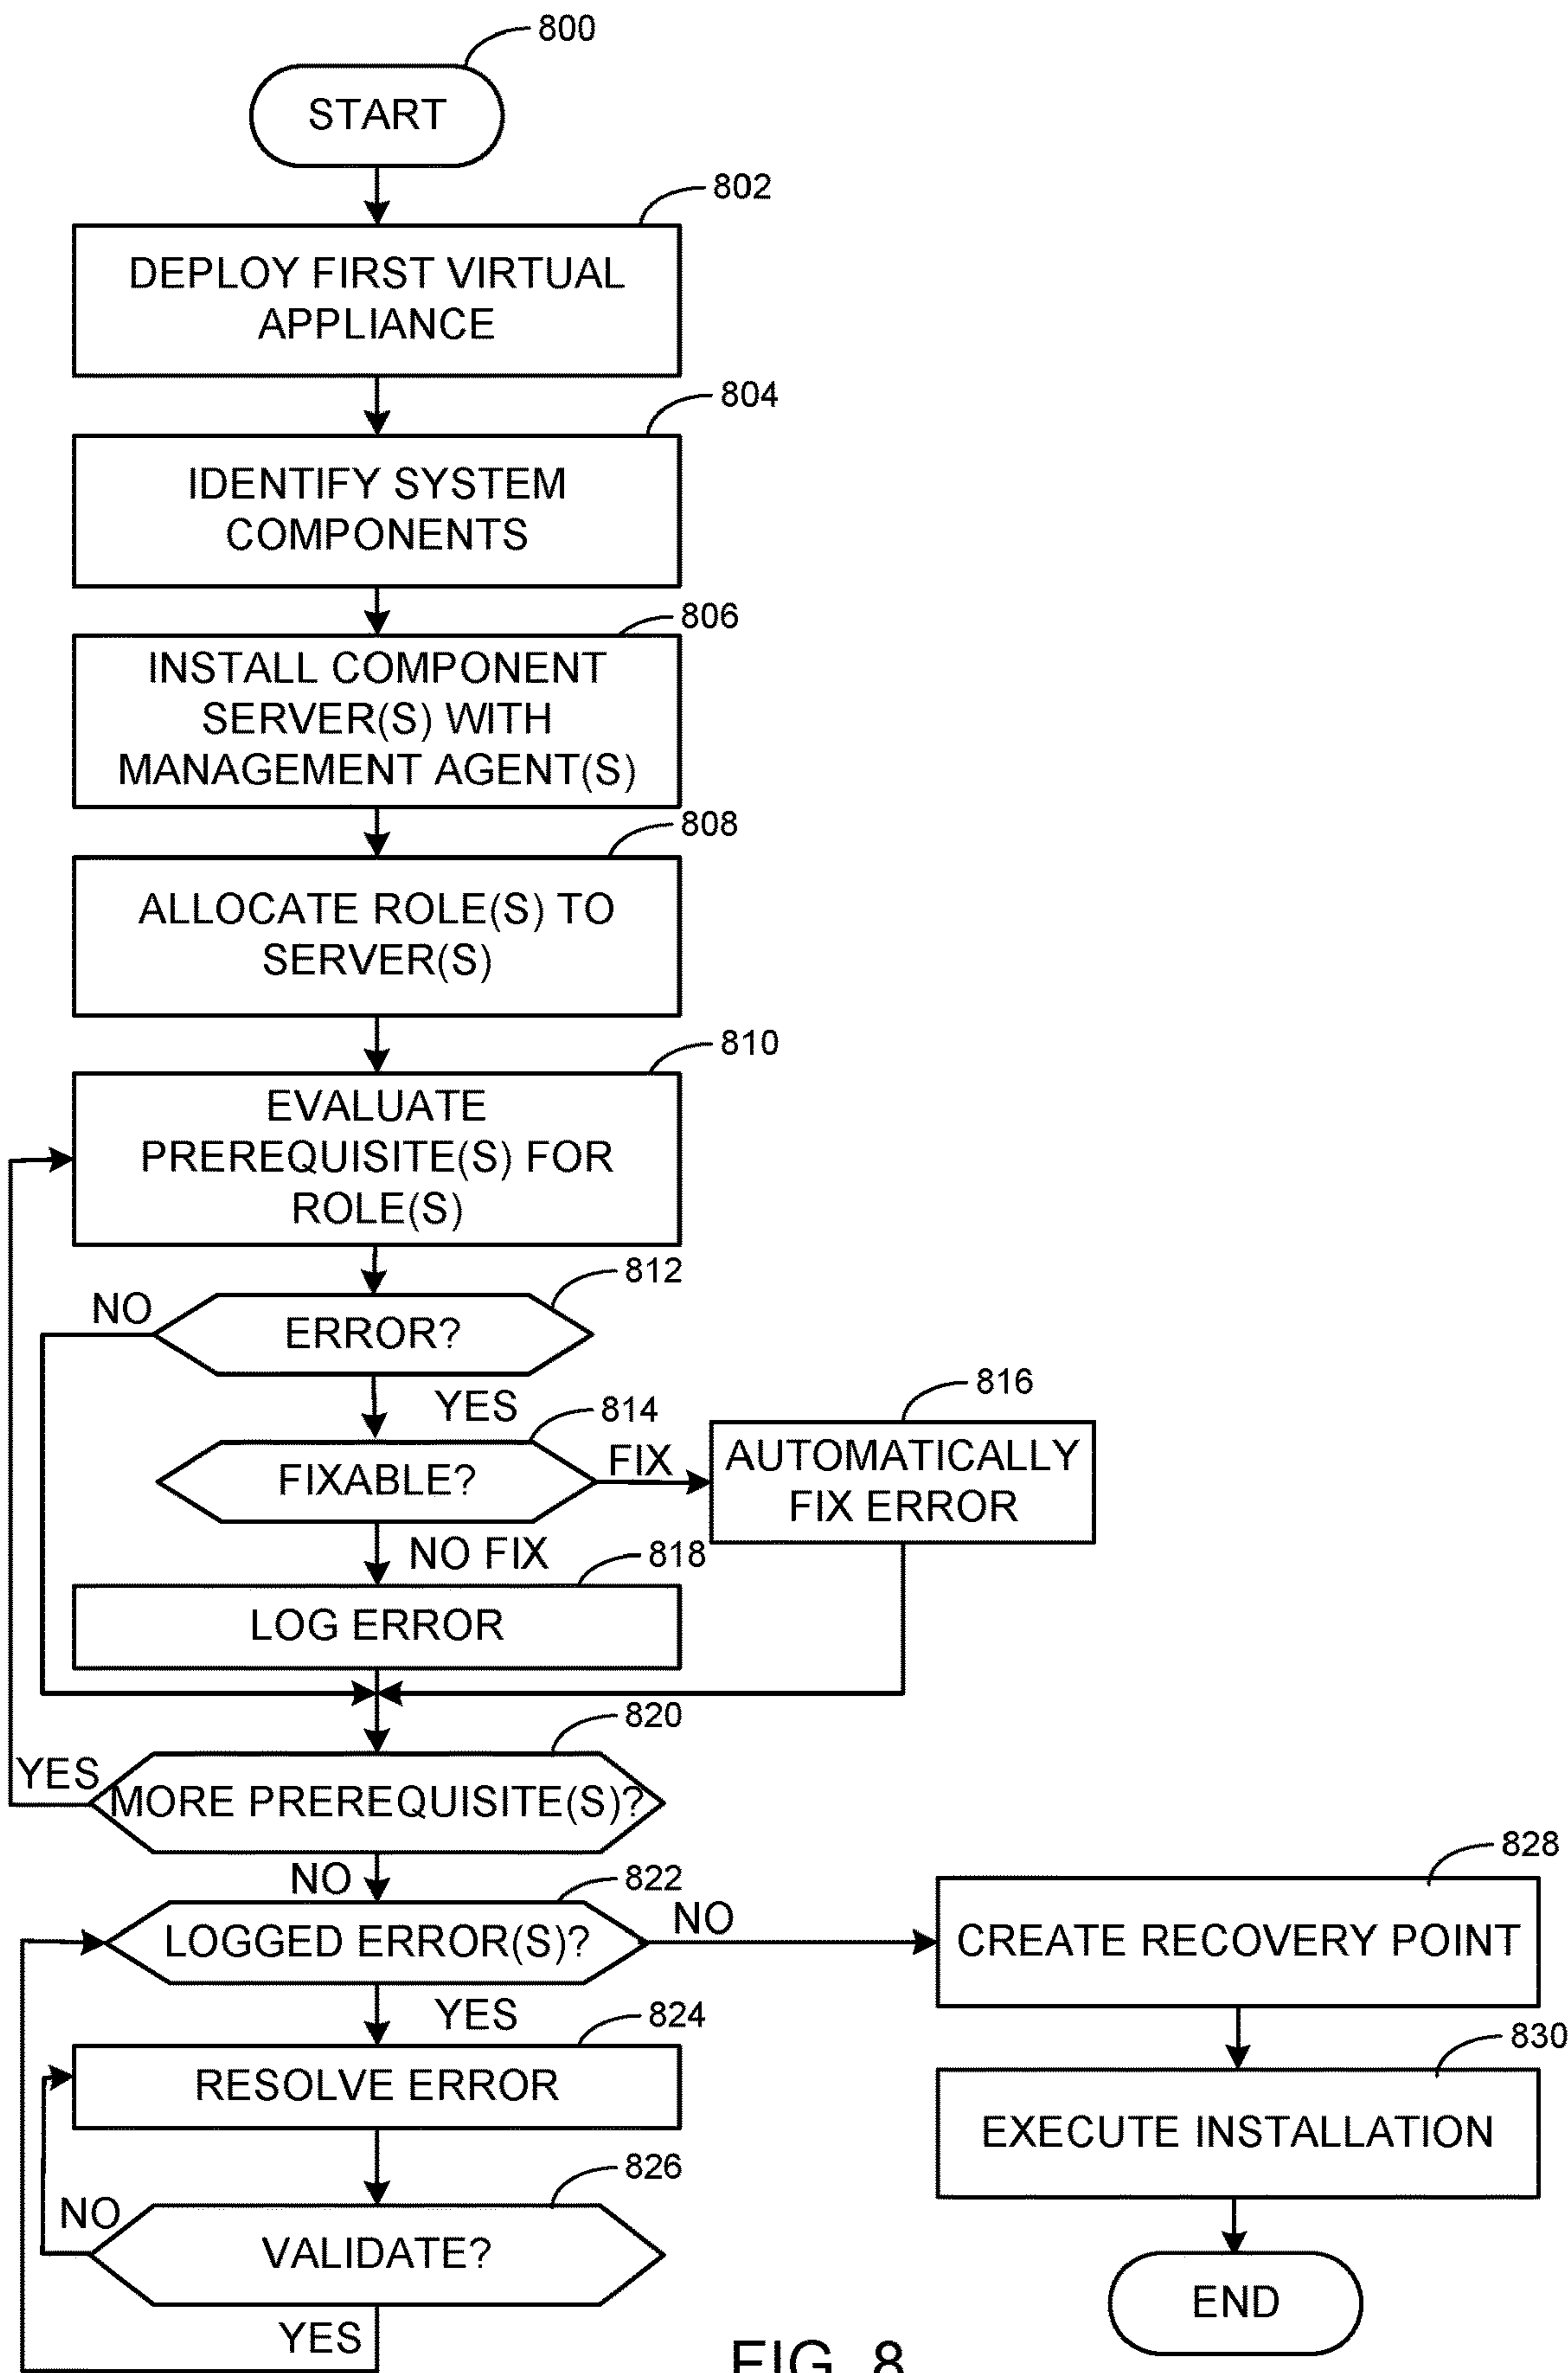 800
START
802
DEPLOY FIRST VIRTUAL
APPLIANCE
804
IDENTIFY SYSTEM
COMPONENTS
806
INSTALL COMPONENT
SERVER(S) WITH
MANAGEMENT AGENT(S)
808
ALLOCATE ROLE(S) TO
SERVER(S)
810
EVALUATE
PREREQUISITE(S) FOR
ROLE(S)
812
NO
ERROR?
YES
814
FIXABLE?
FIX
816
AUTOMATICALLY
FIX ERROR
NO FIX
818
LOG ERROR
820
YES
MORE PREREQUISITE(S)?
NO
822
LOGGED ERROR(S)?
NO
828
CREATE RECOVERY POINT
YES
824
RESOLVE ERROR
830
EXECUTE INSTALLATION
826
NO
VALIDATE?
YES
END
FIG. 8